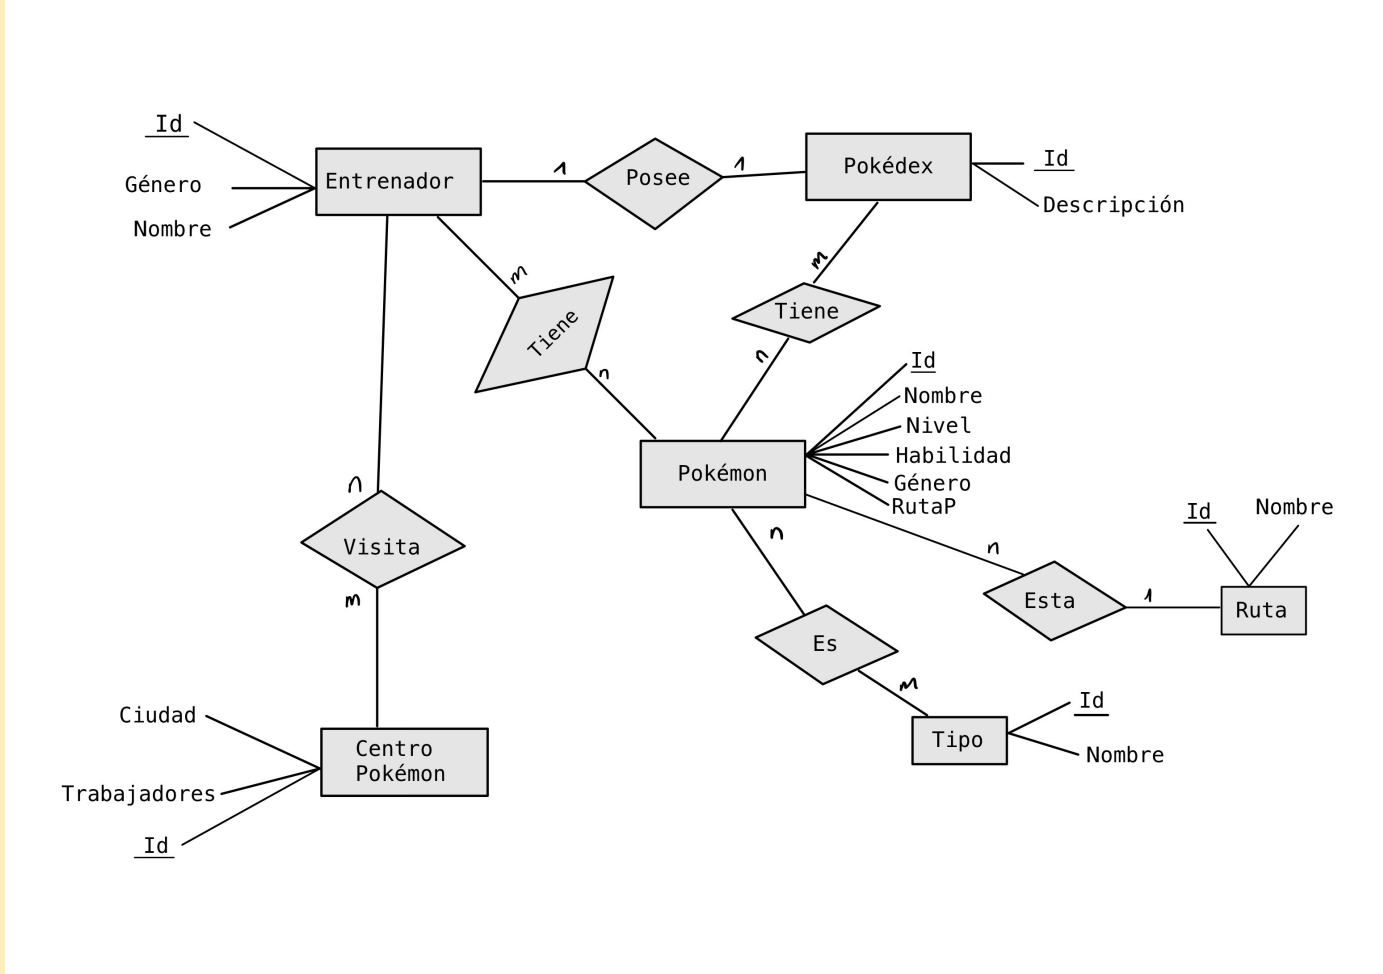 Id
Género
Nombre
Entrenador
1
Posee
1
Pokédex
Id
Descripción
m
Tiene
n
m
Tiene
n
Pokémon
Id
Nombre
Nivel
Habilidad
Género
RutaP
n
Visita
m
n
Esta
1
Id
Nombre
Ruta
n
Es
m
Tipo
Id
Nombre
Ciudad
Trabajadores
Id
Centro
Pokémon